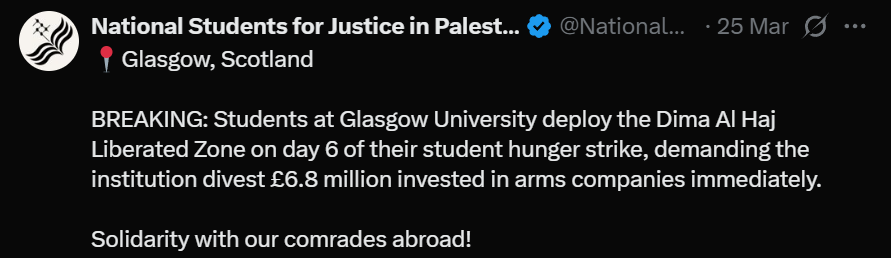 National Students for Justice in Palest... @National... · 25 Mar
Glasgow, Scotland
BREAKING: Students at Glasgow University deploy the Dima Al Haj
Liberated Zone on day 6 of their student hunger strike, demanding the
institution divest £6.8 million invested in arms companies immediately.
Solidarity with our comrades abroad!